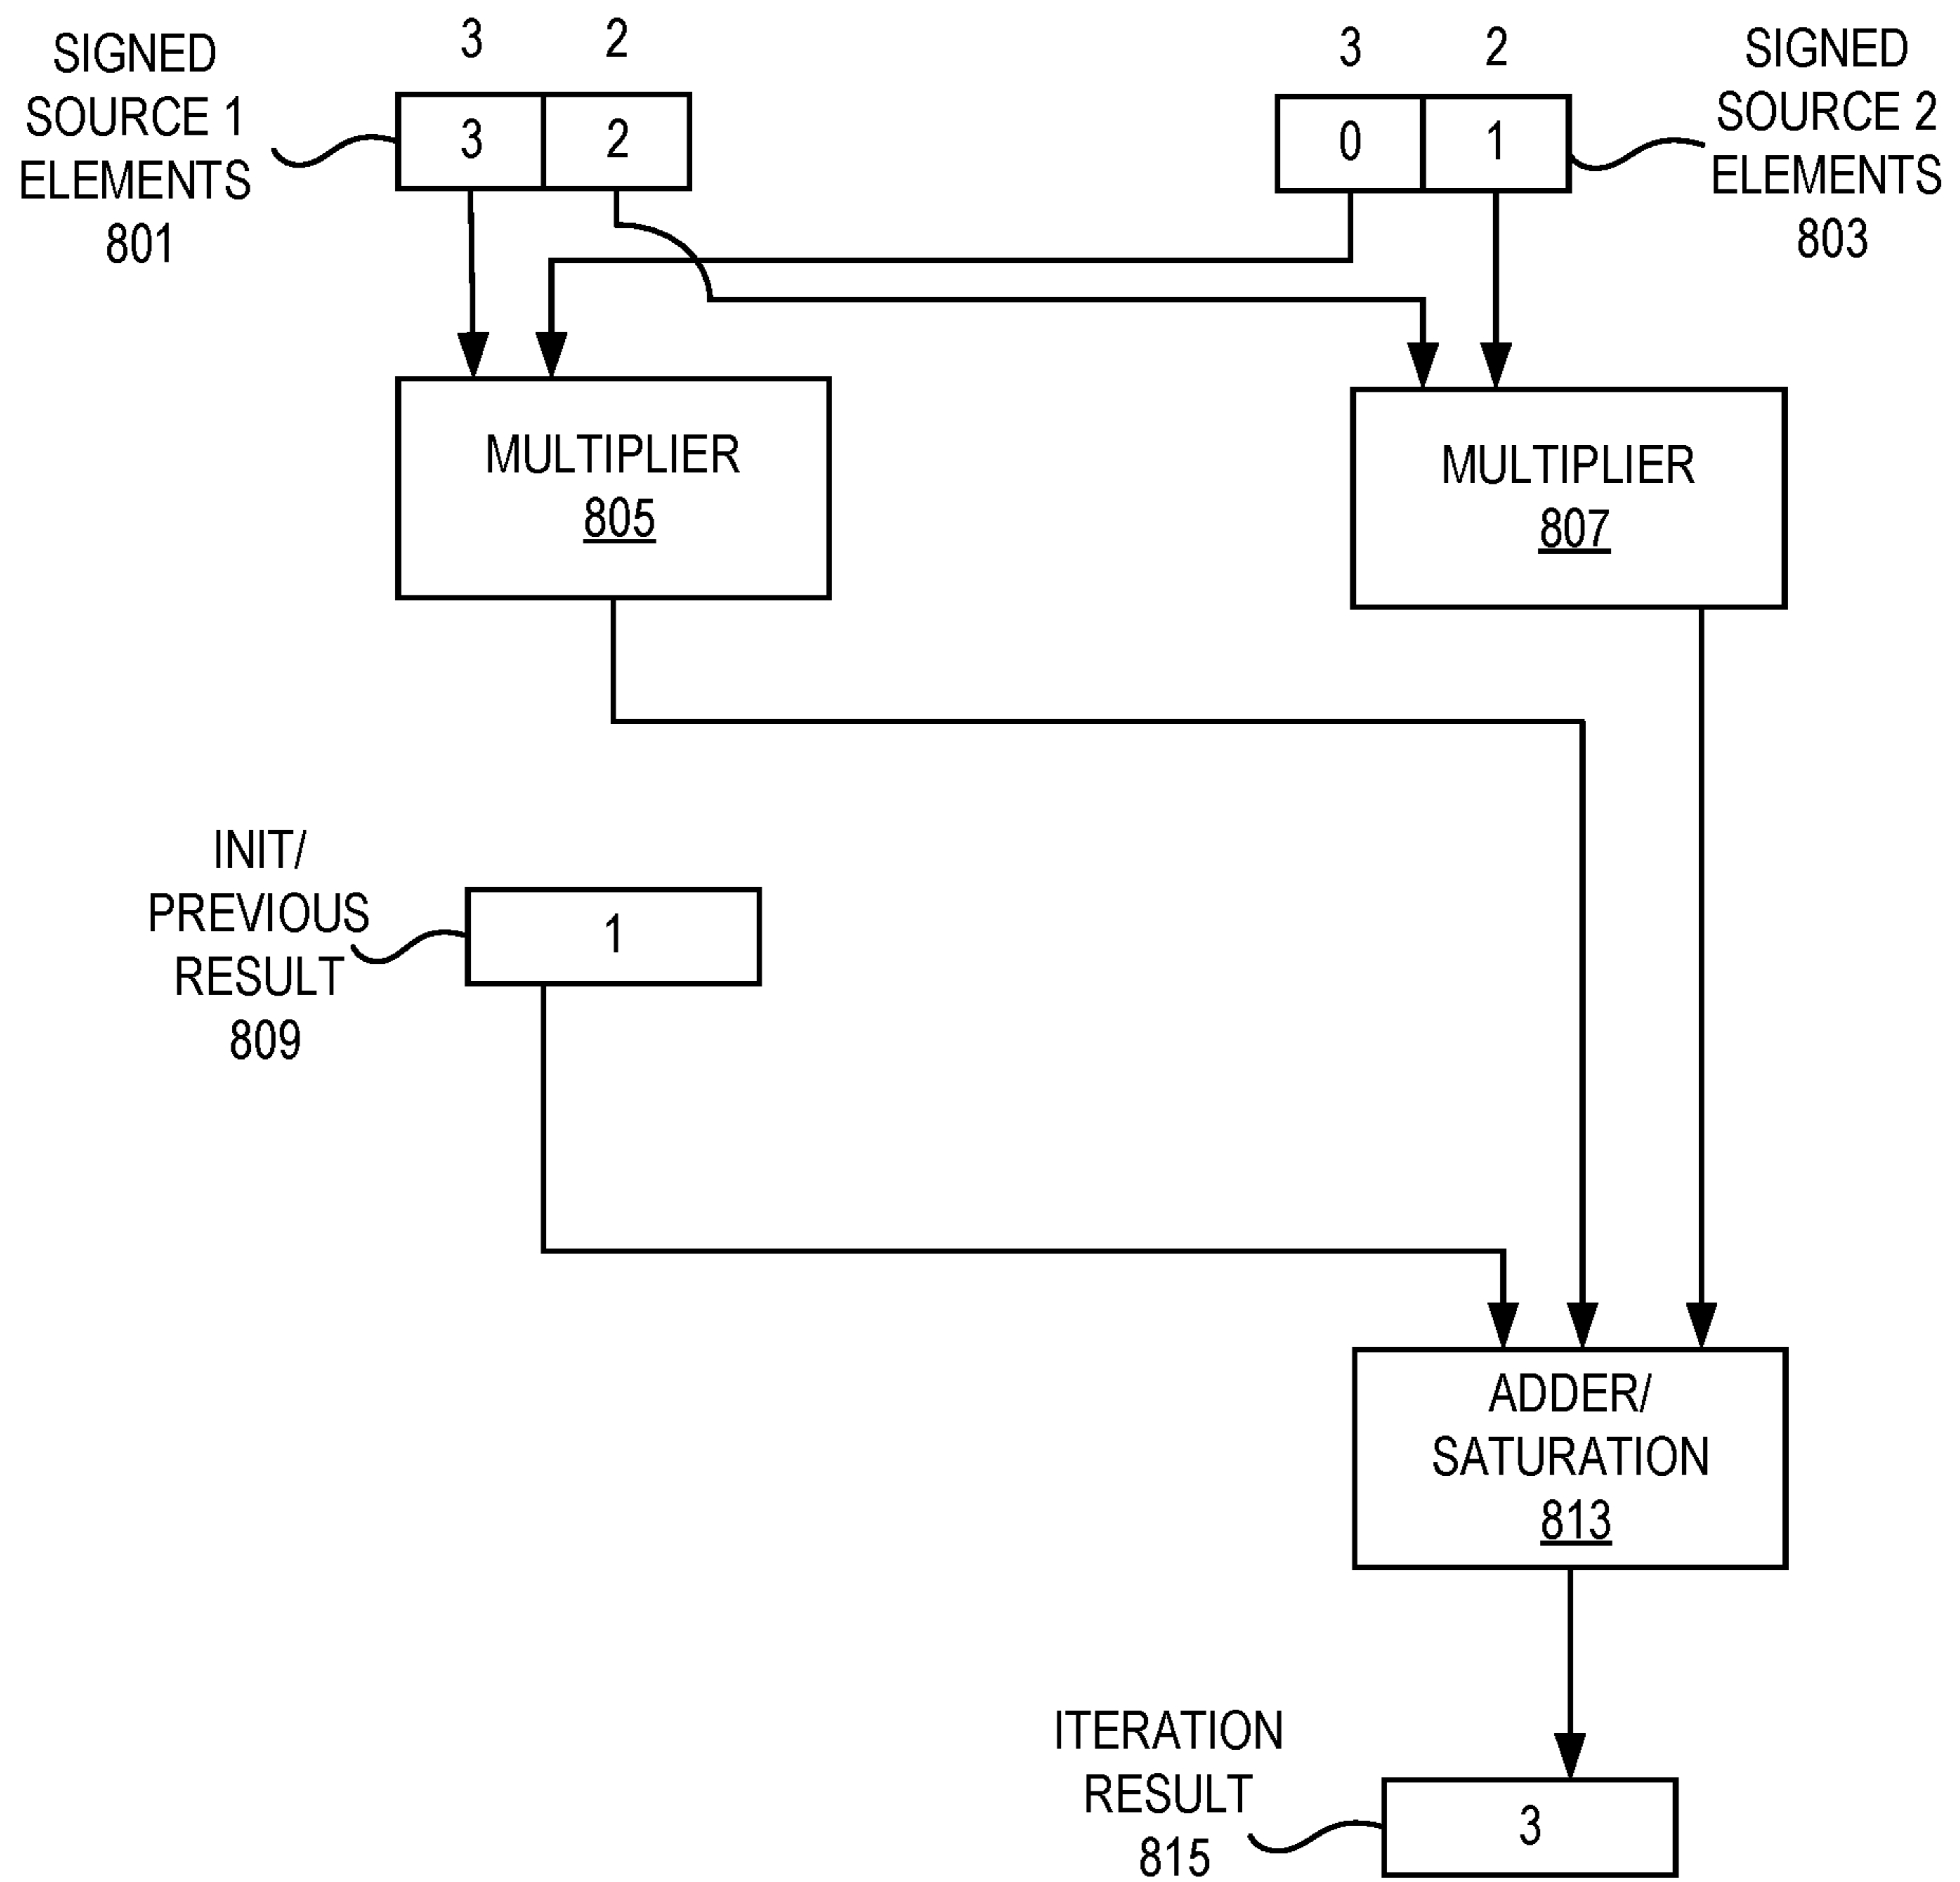 SIGNED
SOURCE 1
ELEMENTS
801
3 2
3 2
3 2
0 1
SIGNED
SOURCE 2
ELEMENTS
803
MULTIPLIER
805
MULTIPLIER
807
INIT/
PREVIOUS
RESULT
809
1
ADDER/
SATURATION
813
ITERATION
RESULT
815
3